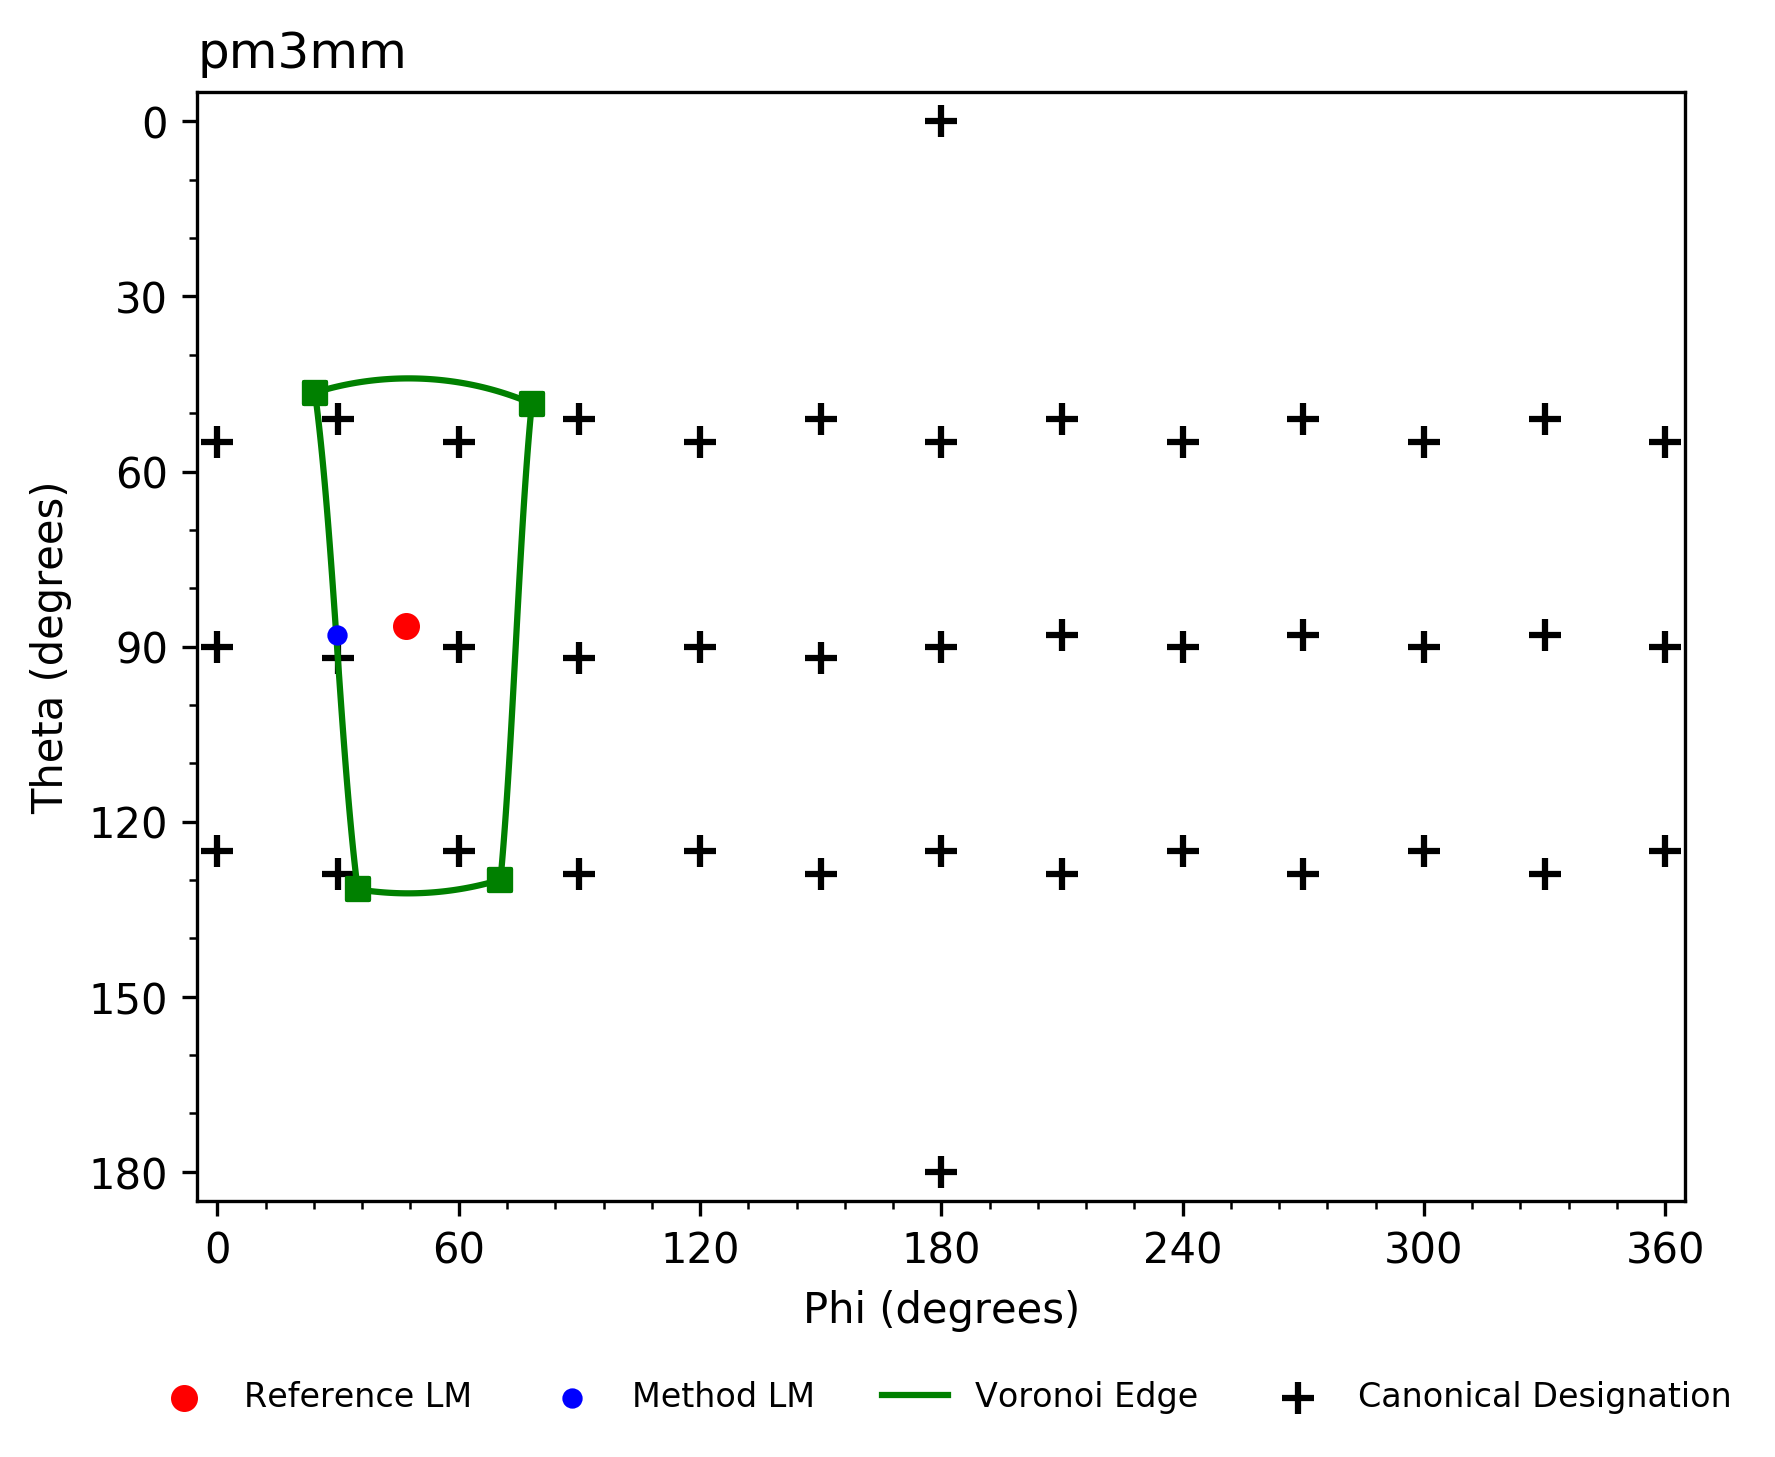 pm3mm
0
30
60
90
120
150
180
Theta (degrees)
0 60 120 180 240 300 360
Phi (degrees)
Reference LM Method LM Voronoi Edge Canonical Designation